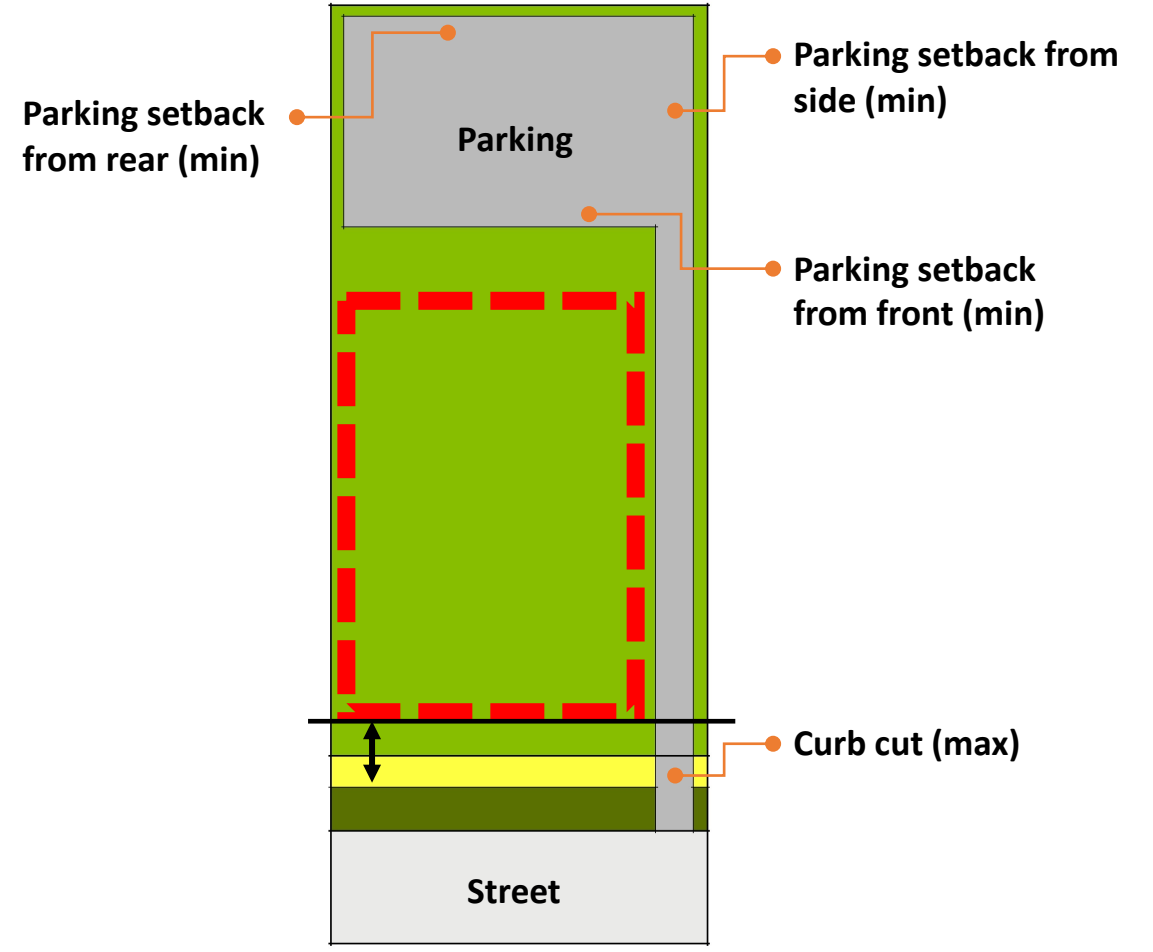 Parking setback from
side (min)
Parking setback
from rear (min)
Parking
Parking setback
from front (min)
Curb cut (max)
Street